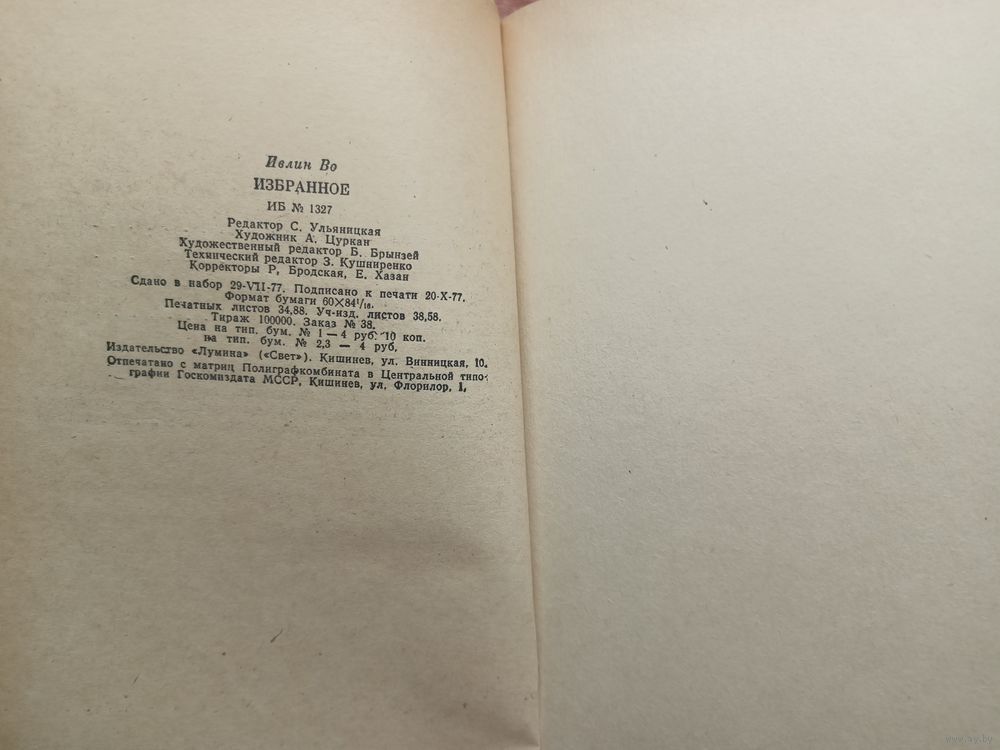 Ивлин Во
ИЗБРАННОЕ
ИБ № 1327
Редактор С. Ульяницкая
Художник А. Цуркан
Художественный редактор Б. Брынзей
Технический редактор З. Кушниренко
Корректоры Р, Бродская, Е. Хазан
Сдано в набор 29-VII-77. Подписано к печати 20-X-77.
Формат бумаги 60×84¹/₁₆.
Печатных листов 34,88. Уч-изд. листов 38,58.
Тираж 100000. Заказ № 38.
Цена на тип. бум. № 1 — 4 руб. 10 коп.
на тип. бум. № 2,3 — 4 руб.
Издательство «Лумина» («Свет»). Кишинев, ул. Винницкая, 10.
Отпечатано с матриц Полиграфкомбината в Центральной типо-
графии Госкомиздата МССР, Кишинев, ул, Флорилор, 1,
www.ay.by